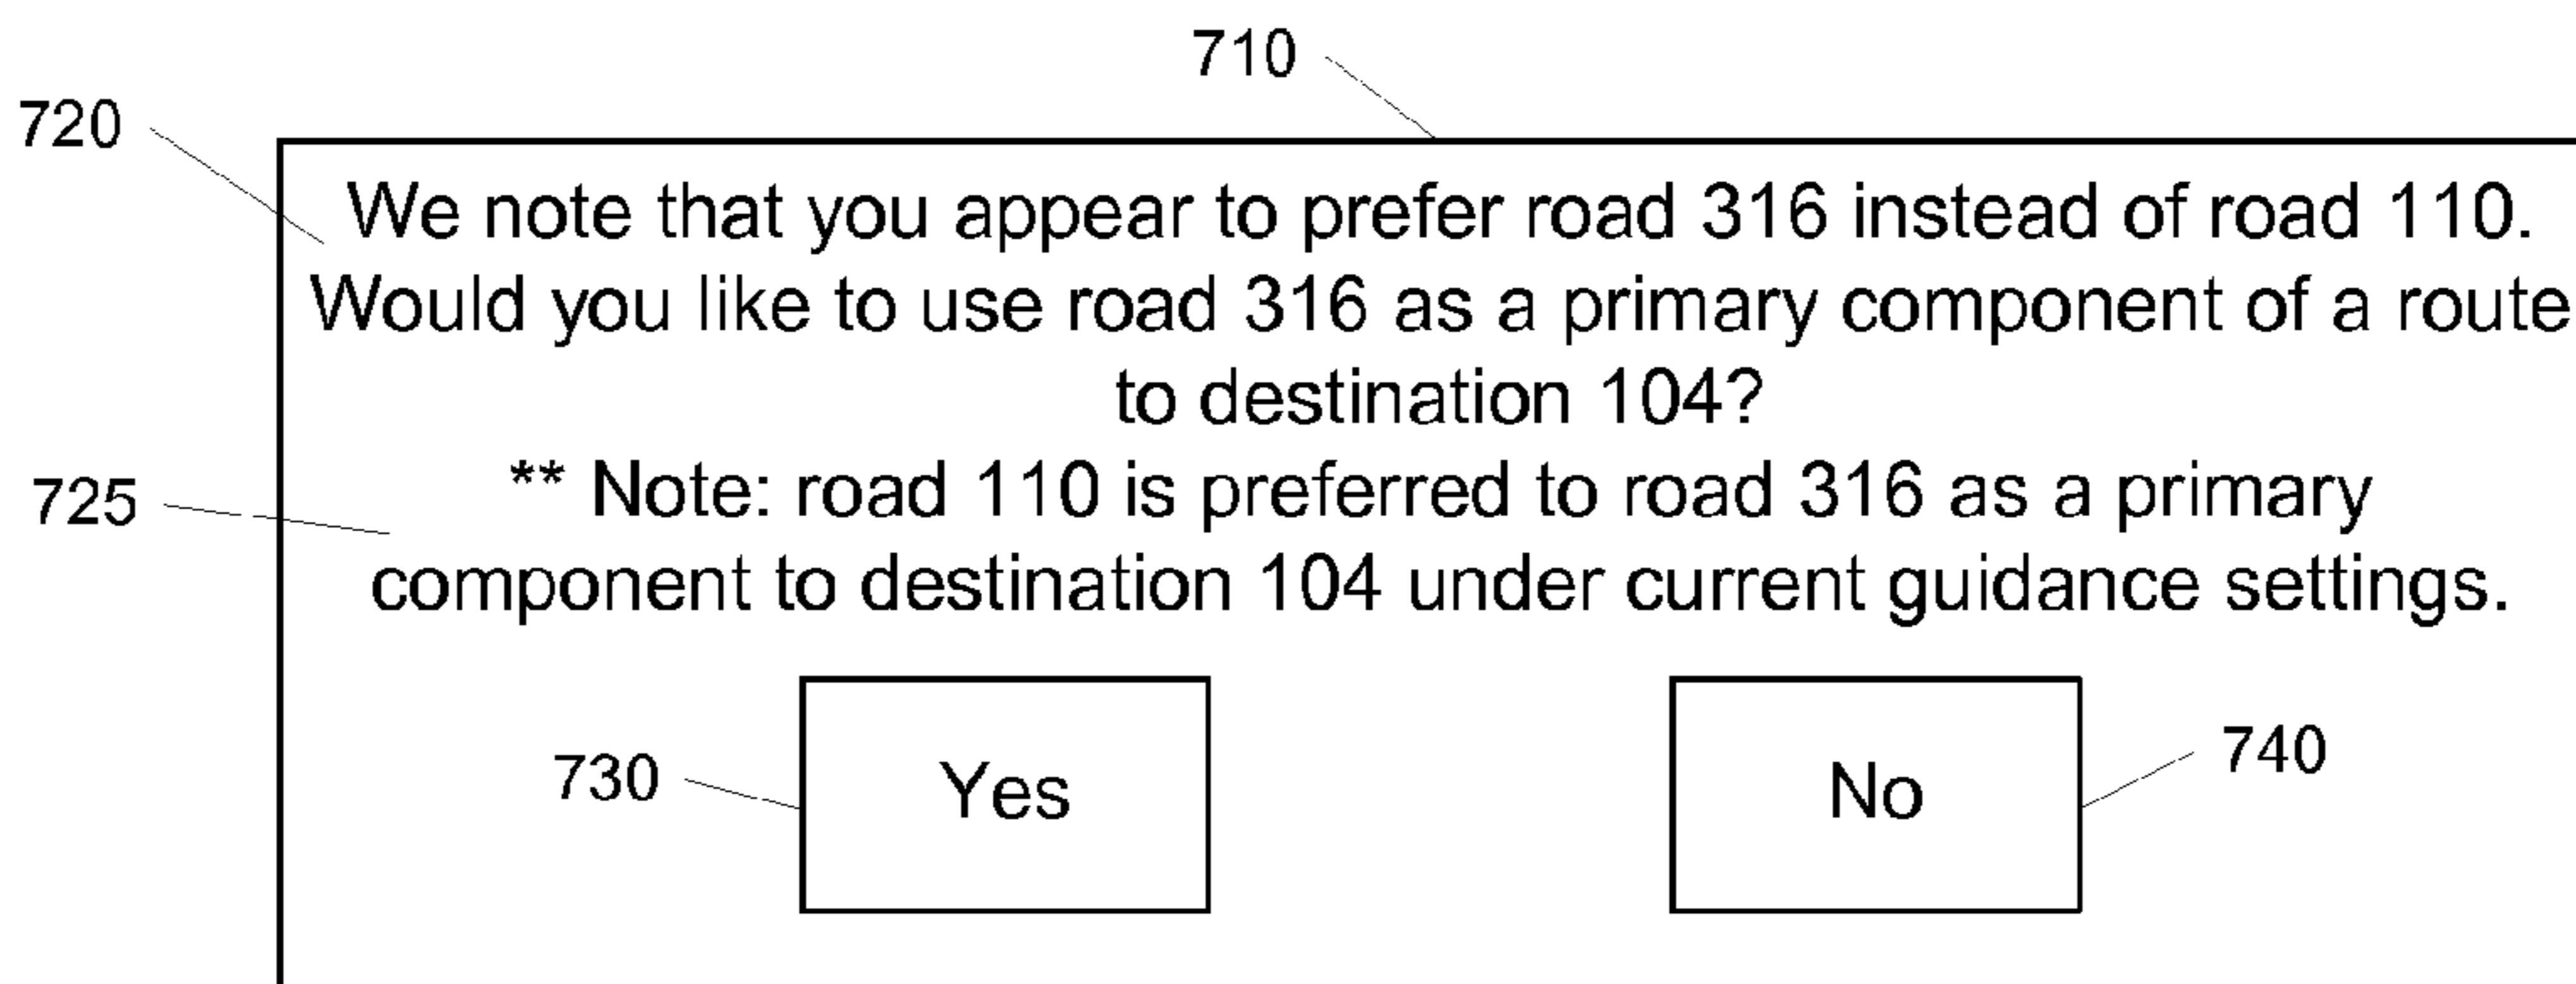 710
720
We note that you appear to prefer road 316 instead of road 110.
Would you like to use road 316 as a primary component of a route
to destination 104?
725
** Note: road 110 is preferred to road 316 as a primary
component to destination 104 under current guidance settings.
730
Yes
No
740